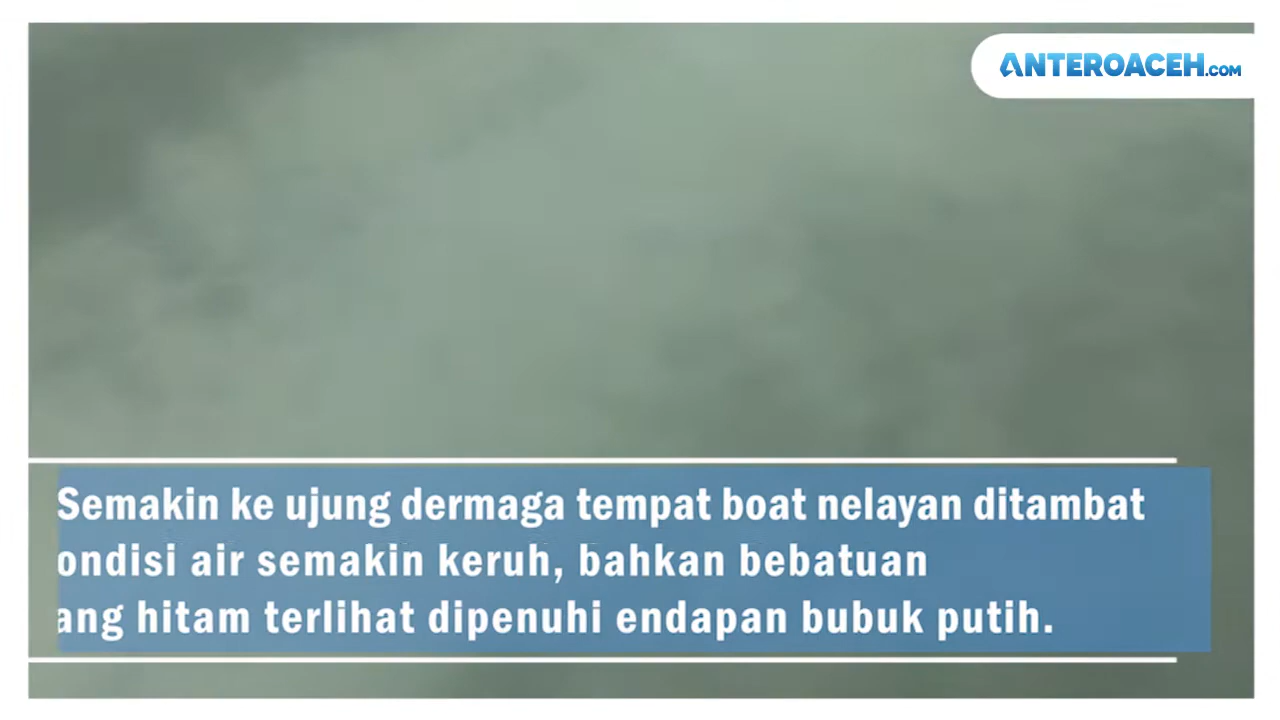 ANTEROACEH.COM
Semakin ke ujung dermaga tempat boat nelayan ditambat
ondisi air semakin keruh, bahkan bebatuan
ang hitam terlihat dipenuhi endapan bubuk putih.